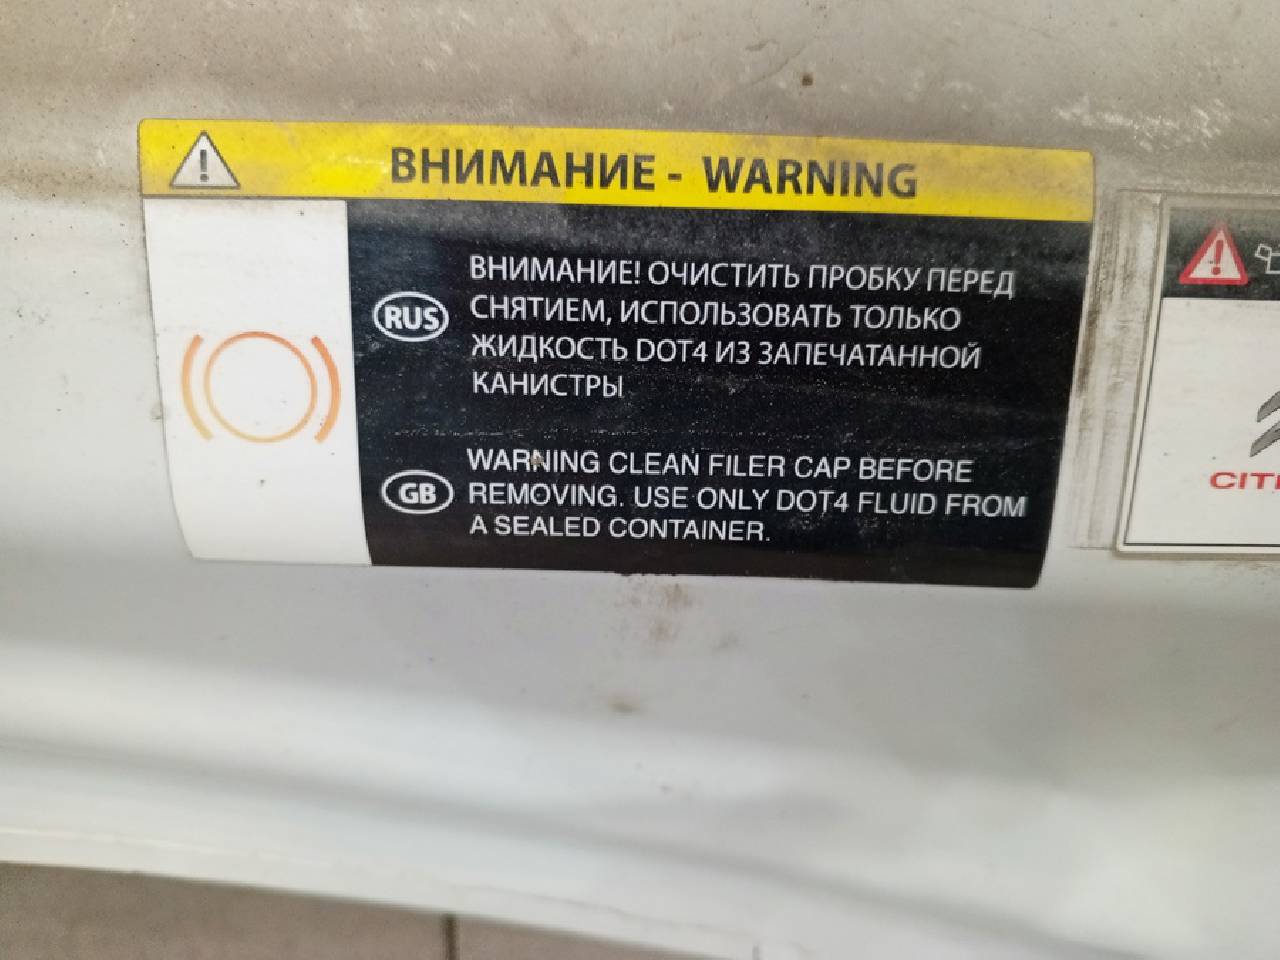 ВНИМАНИЕ - WARNING
RUS
ВНИМАНИЕ! ОЧИСТИТЬ ПРОБКУ ПЕРЕД
СНЯТИЕМ, ИСПОЛЬЗОВАТЬ ТОЛЬКО
ЖИДКОСТЬ DOT4 ИЗ ЗАПЕЧАТАННОЙ
КАНИСТРЫ
GB
WARNING CLEAN FILER CAP BEFORE
REMOVING. USE ONLY DOT4 FLUID FROM
A SEALED CONTAINER.